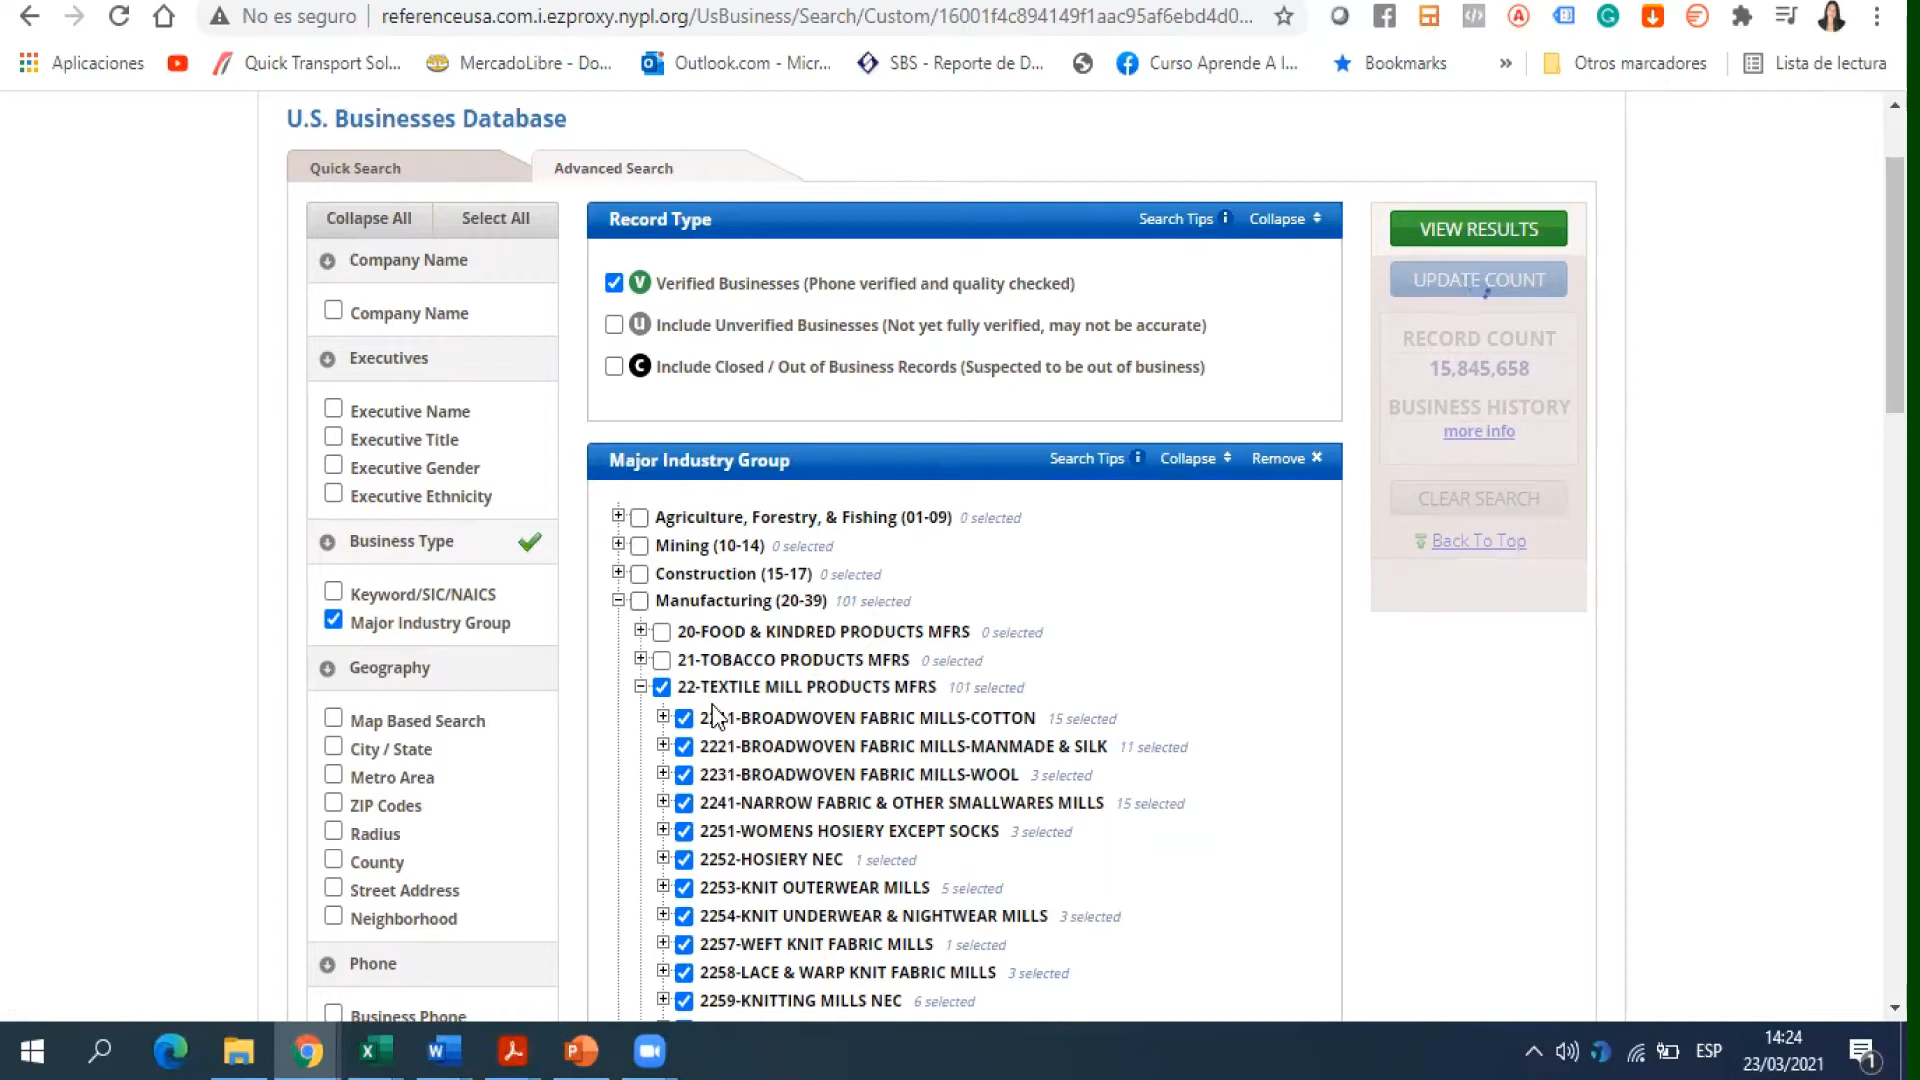 No es seguro
referenceusa.com.i.ezproxy.nypl.org/UsBusiness/Search/Custom/16001f4c894149f1aac95af6ebd4d0...
Aplicaciones
Quick Transport Sol...
MercadoLibre - Do...
Outlook.com - Micr...
SBS - Reporte de D...
Curso Aprende A I...
Bookmarks
»
Otros marcadores
Lista de lectura
U.S. Businesses Database
Quick Search
Advanced Search
Collapse All
Select All
Company Name
Company Name
Executives
Executive Name
Executive Title
Executive Gender
Executive Ethnicity
Business Type
Keyword/SIC/NAICS
Major Industry Group
Geography
Map Based Search
City / State
Metro Area
ZIP Codes
Radius
County
Street Address
Neighborhood
Phone
Business Phone
Record Type
Search Tips i
Collapse
V Verified Businesses (Phone verified and quality checked)
U Include Unverified Businesses (Not yet fully verified, may not be accurate)
C Include Closed / Out of Business Records (Suspected to be out of business)
Major Industry Group
Search Tips i
Collapse
Remove ×
Agriculture, Forestry, & Fishing (01-09) 0 selected
Mining (10-14) 0 selected
Construction (15-17) 0 selected
Manufacturing (20-39) 101 selected
20-FOOD & KINDRED PRODUCTS MFRS 0 selected
21-TOBACCO PRODUCTS MFRS 0 selected
22-TEXTILE MILL PRODUCTS MFRS 101 selected
2211-BROADWOVEN FABRIC MILLS-COTTON 15 selected
2221-BROADWOVEN FABRIC MILLS-MANMADE & SILK 11 selected
2231-BROADWOVEN FABRIC MILLS-WOOL 3 selected
2241-NARROW FABRIC & OTHER SMALLWARES MILLS 15 selected
2251-WOMENS HOSIERY EXCEPT SOCKS 3 selected
2252-HOSIERY NEC 1 selected
2253-KNIT OUTERWEAR MILLS 5 selected
2254-KNIT UNDERWEAR & NIGHTWEAR MILLS 3 selected
2257-WEFT KNIT FABRIC MILLS 1 selected
2258-LACE & WARP KNIT FABRIC MILLS 3 selected
2259-KNITTING MILLS NEC 6 selected
VIEW RESULTS
UPDATE COUNT
RECORD COUNT
15,845,658
BUSINESS HISTORY
more info
CLEAR SEARCH
Back To Top
ESP
14:24
23/03/2021
1